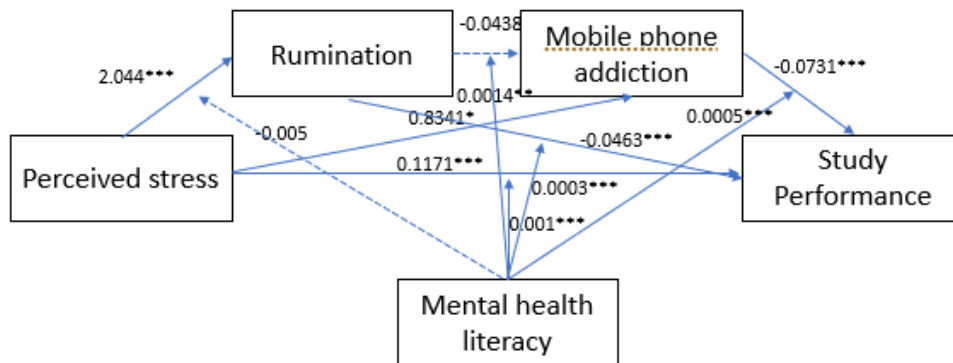 -0.0438
Rumination
Mobile phone
addiction
-0.0731***
2.044***
0.0014**
0.8341*
0.0005***
-0.005
-0.0463***
Perceived stress
0.1171***
Study
Performance
0.0003***
0.001***
Mental health
literacy